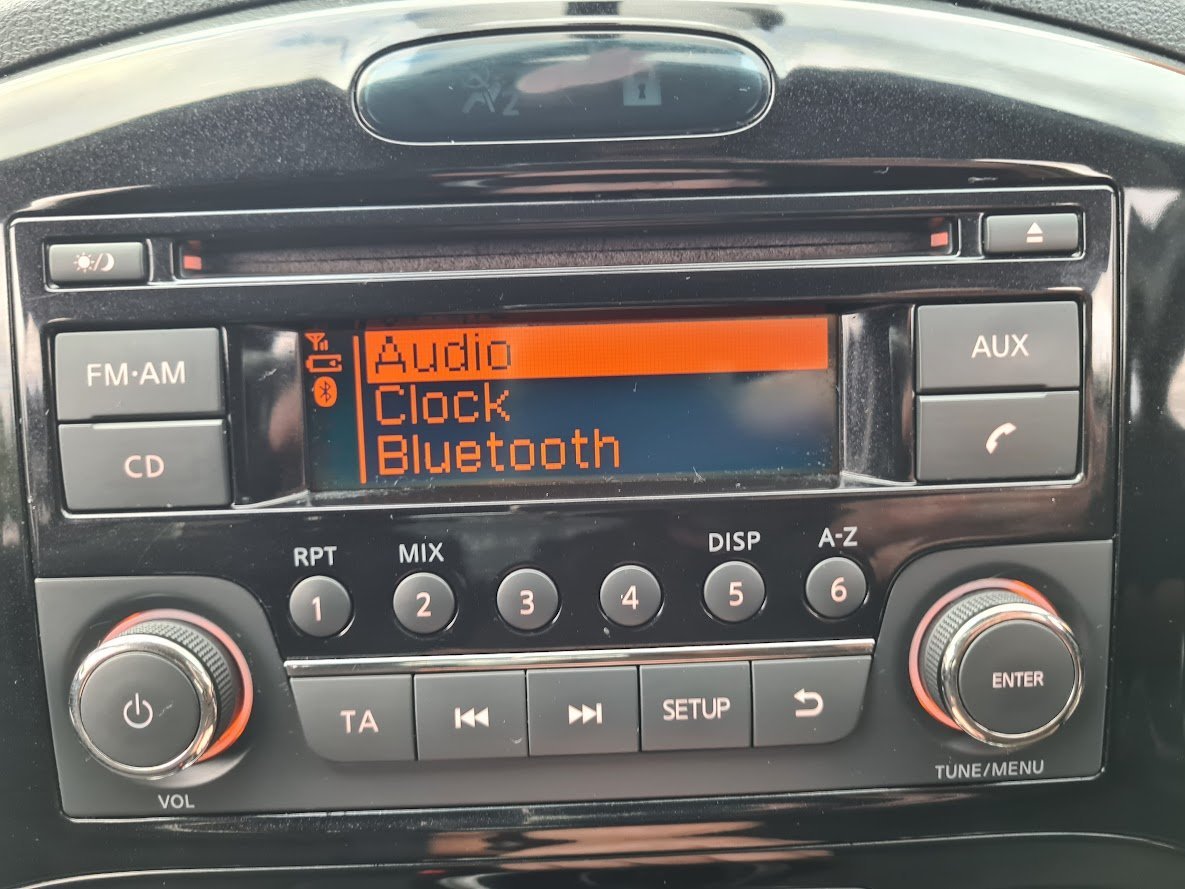 2
FM·AM
Audio
Clock
Bluetooth
AUX
CD
RPT
MIX
DISP
A-Z
1
2
3
4
5
6
TA
SETUP
ENTER
VOL
TUNE/MENU